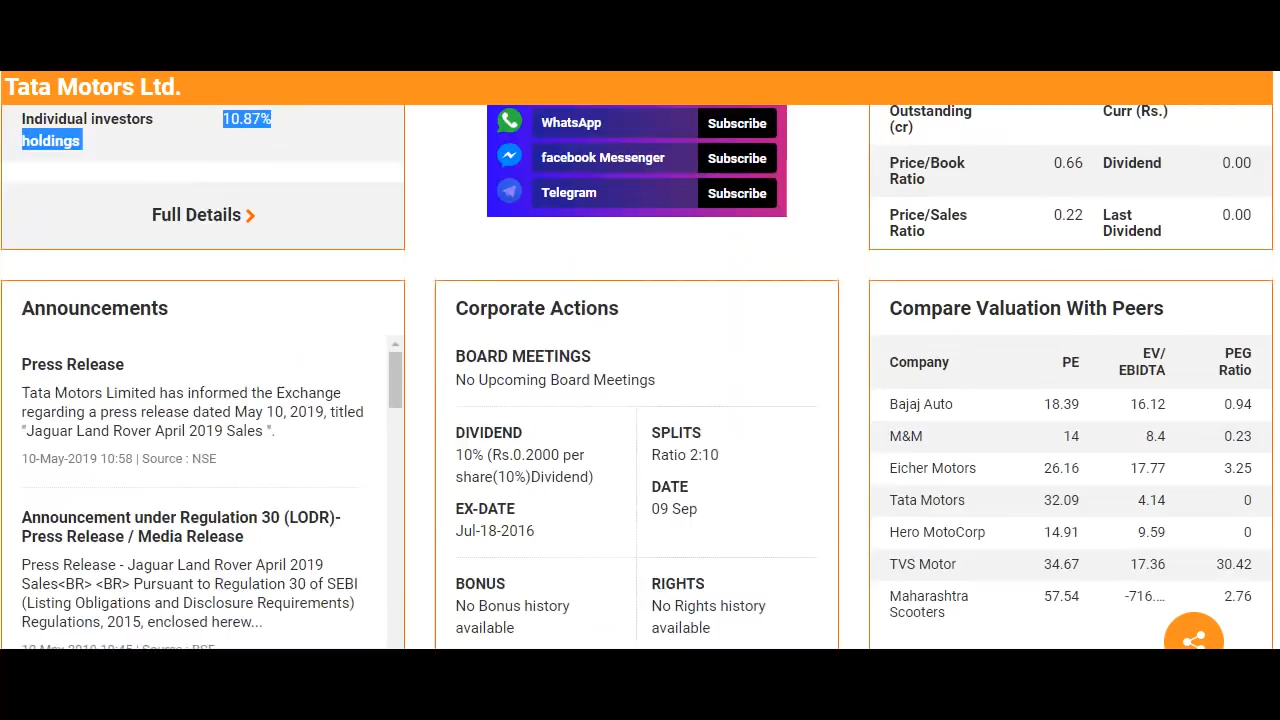 Tata Motors Ltd.
Individual investors 10.87%
holdings
Full Details
WhatsApp Subscribe
facebook Messenger Subscribe
Telegram Subscribe
Outstanding Curr (Rs.)
(cr)
Price/Book 0.66 Dividend 0.00
Ratio
Price/Sales 0.22 Last 0.00
Ratio Dividend
Announcements
Press Release
Tata Motors Limited has informed the Exchange
regarding a press release dated May 10, 2019, titled
"Jaguar Land Rover April 2019 Sales ".
10-May-2019 10:58 | Source : NSE
Announcement under Regulation 30 (LODR)-
Press Release / Media Release
Press Release - Jaguar Land Rover April 2019
Sales<BR> <BR> Pursuant to Regulation 30 of SEBI
(Listing Obligations and Disclosure Requirements)
Regulations, 2015, enclosed herew...
Corporate Actions
BOARD MEETINGS
No Upcoming Board Meetings
DIVIDEND
10% (Rs.0.2000 per
share(10%)Dividend)
EX-DATE
Jul-18-2016
SPLITS
Ratio 2:10
DATE
09 Sep
BONUS
No Bonus history
available
RIGHTS
No Rights history
available
Compare Valuation With Peers
Company PE EV/ PEG
EBIDTA Ratio
Bajaj Auto 18.39 16.12 0.94
M&M 14 8.4 0.23
Eicher Motors 26.16 17.77 3.25
Tata Motors 32.09 4.14 0
Hero MotoCorp 14.91 9.59 0
TVS Motor 34.67 17.36 30.42
Maharashtra -716.... 57.54 2.76
Scooters